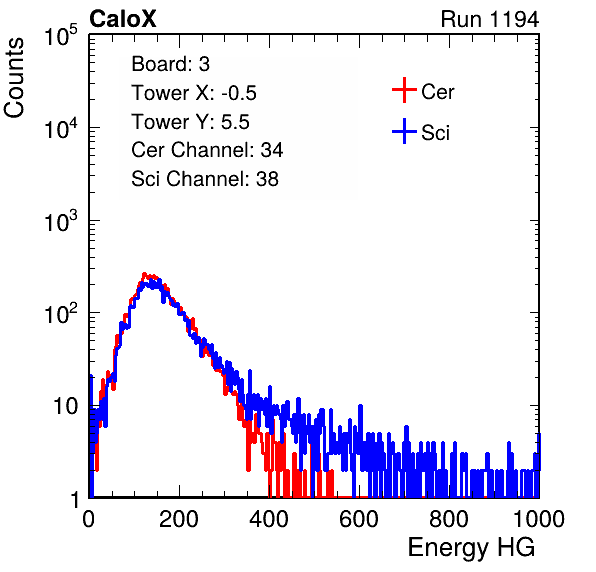 CaloX Run 1194
Counts
10^5
Board: 3
Tower X: -0.5
Tower Y: 5.5
Cer Channel: 34
Sci Channel: 38
Cer
Sci
10^4
10^3
10^2
10
1
0 200 400 600 800 1000
Energy HG